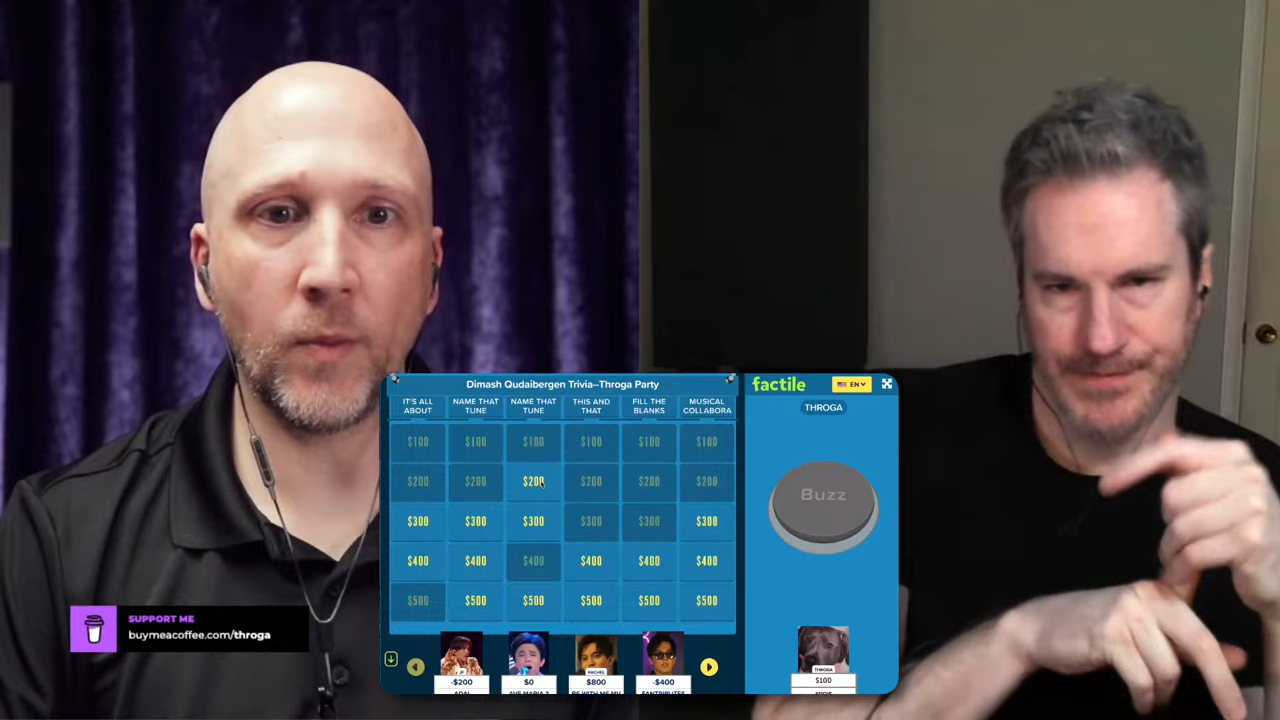 Dimash Qudaibergen Trivia--Throga Party
IT'S ALL ABOUT
NAME THAT TUNE
NAME THAT TUNE
THIS AND THAT
FILL THE BLANKS
MUSICAL COLLABORA
$100 $100 $100 $100 $100 $100
$200 $200 $200 $200 $200 $200
$300 $300 $300 $300 $300 $300
$400 $400 $400 $400 $400 $400
$500 $500 $500 $500 $500 $500
-$200 $0 $800 -$400
RACHEL
factile
EN
THROGA
Buzz
THROGA
$100
SUPPORT ME
buymeacoffee.com/throga